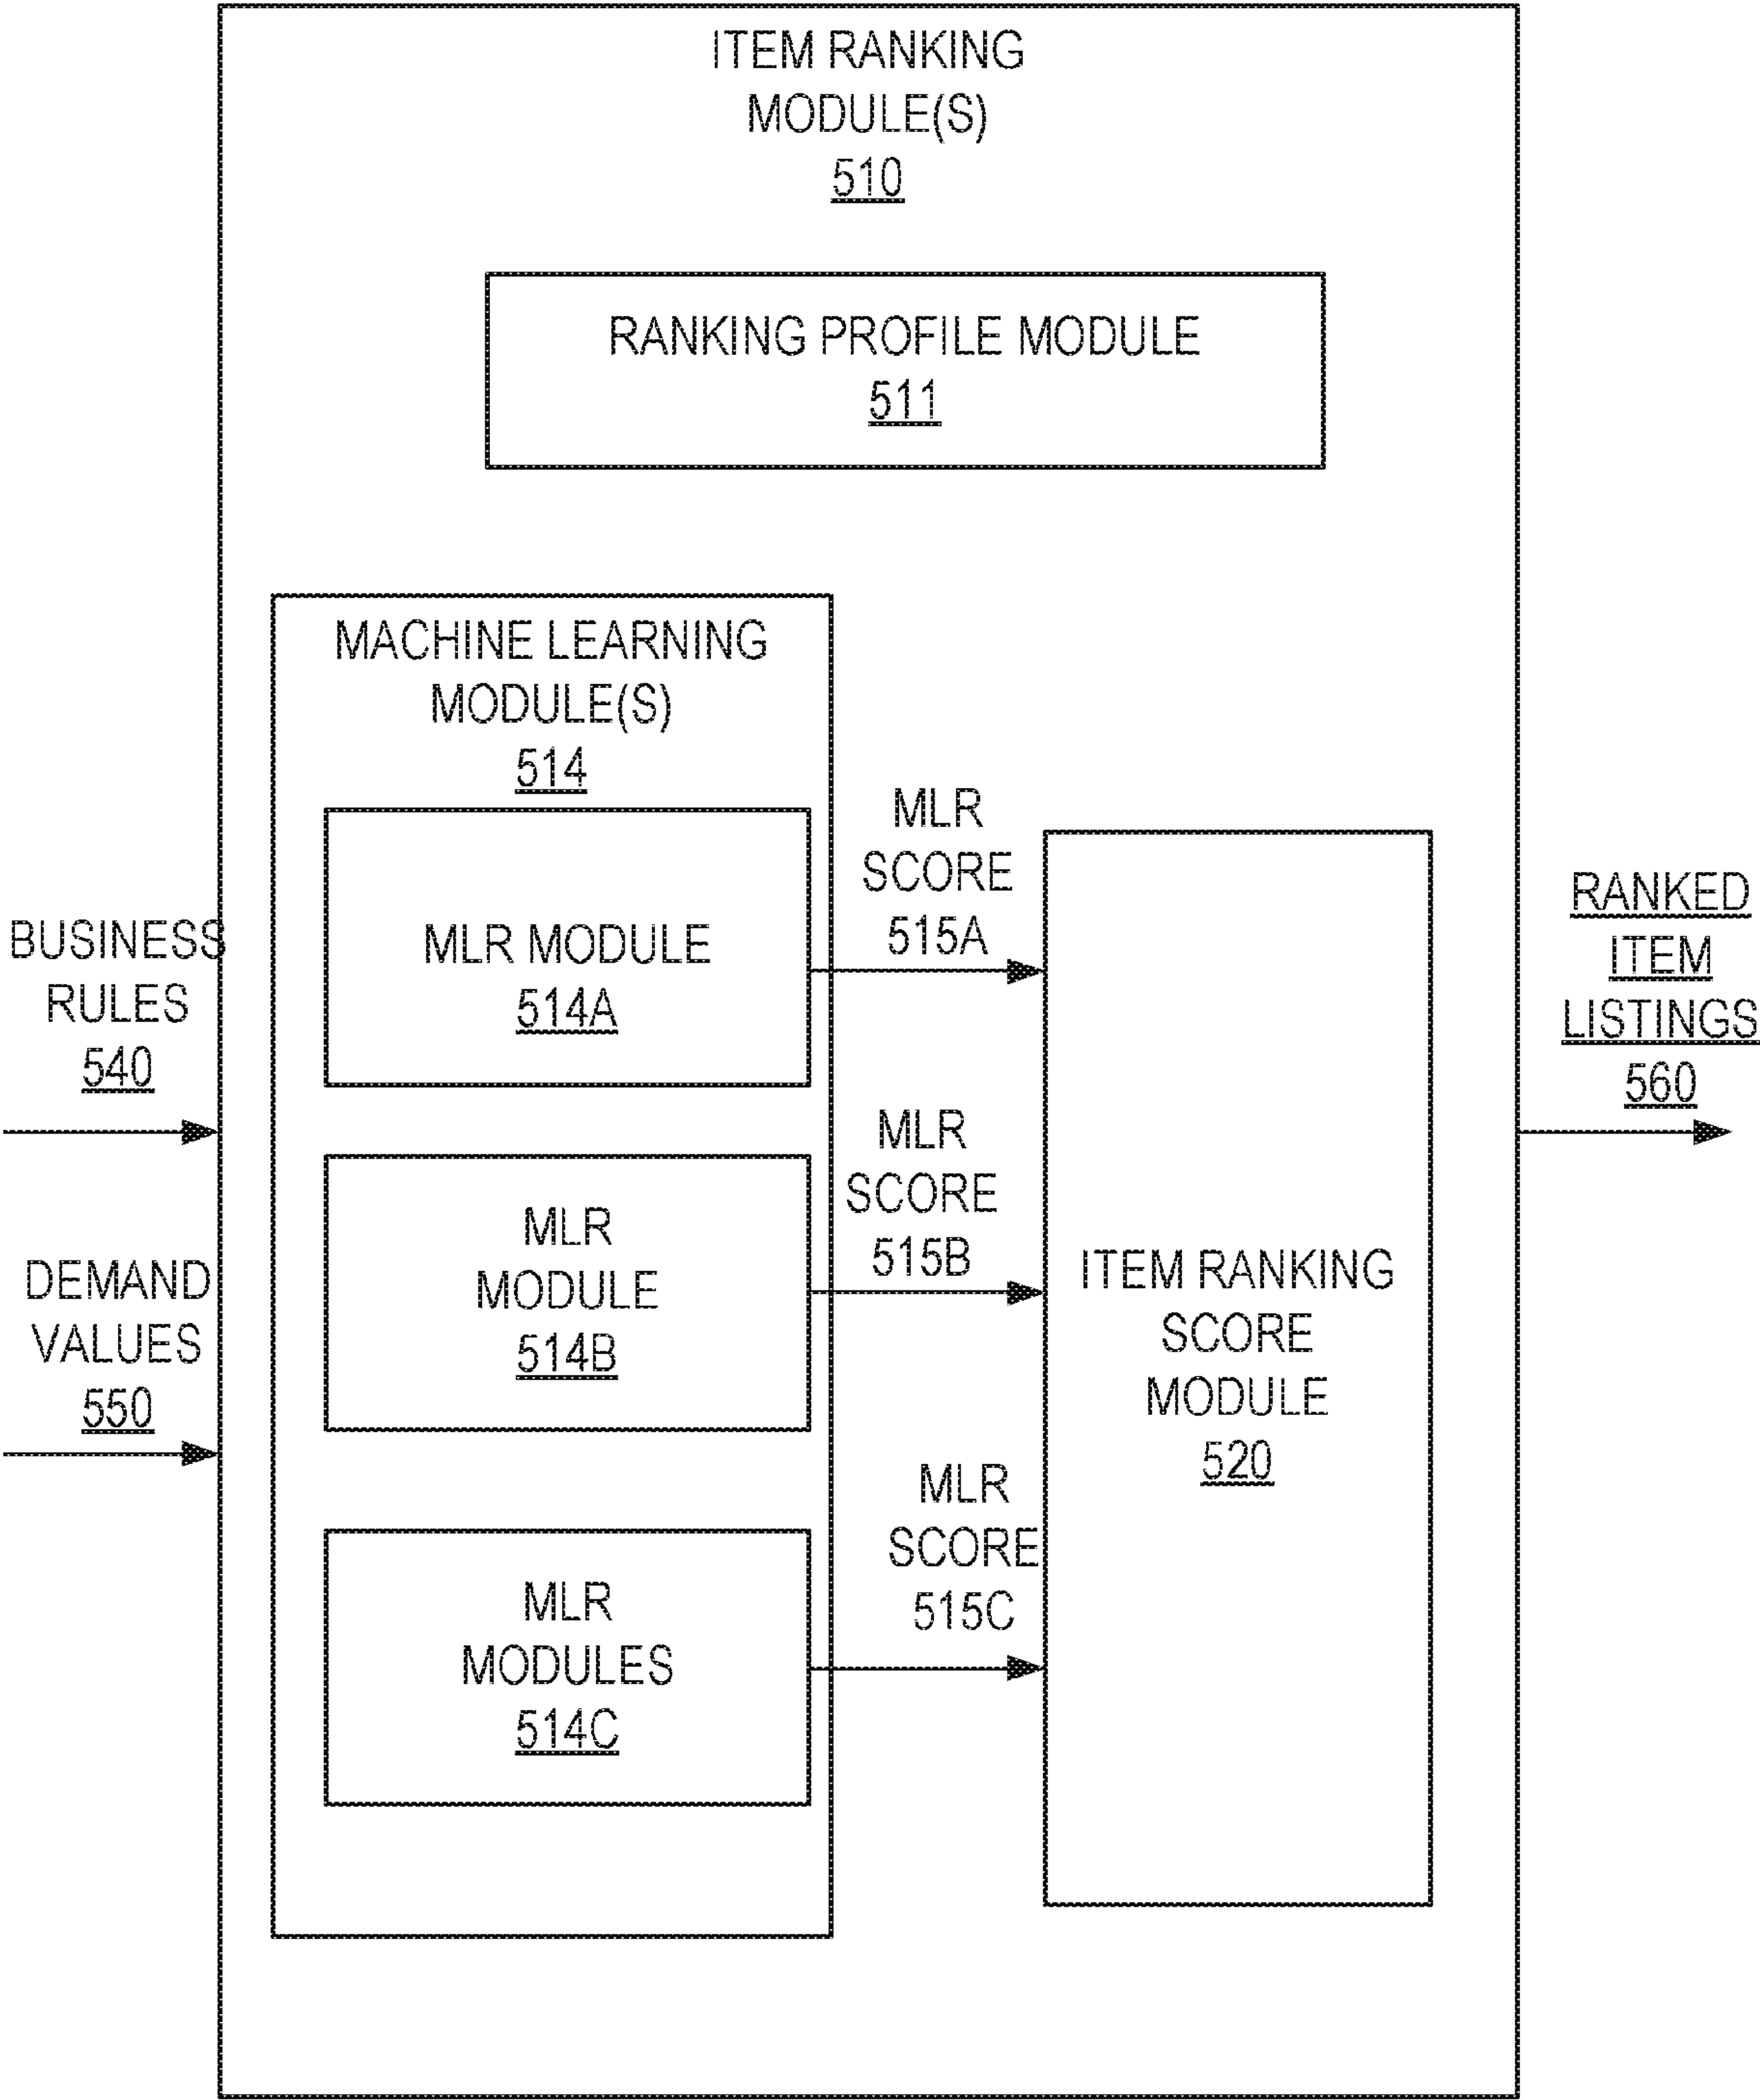 ITEM RANKING
MODULE(S)
510
RANKING PROFILE MODULE
511
MACHINE LEARNING
MODULE(S)
514
MLR MODULE
514A
MLR
MODULE
514B
MLR
MODULES
514C
MLR
SCORE
515A
MLR
SCORE
515B
MLR
SCORE
515C
ITEM RANKING
SCORE
MODULE
520
BUSINESS
RULES
540
DEMAND
VALUES
550
RANKED
ITEM
LISTINGS
560